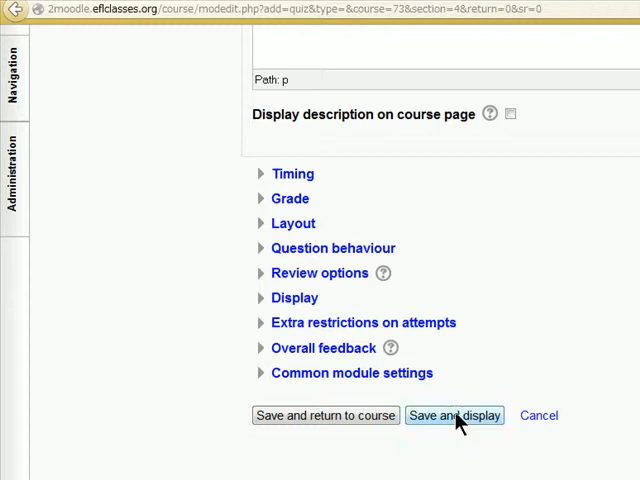 2moodle.eflclasses.org/course/modedit.php?add=quiz&type=&course=73&section=4&return=0&sr=0
Navigation
Path: p
Display description on course page
Administration
Timing
Grade
Layout
Question behaviour
Review options
Display
Extra restrictions on attempts
Overall feedback
Common module settings
Save and return to course Save and display Cancel